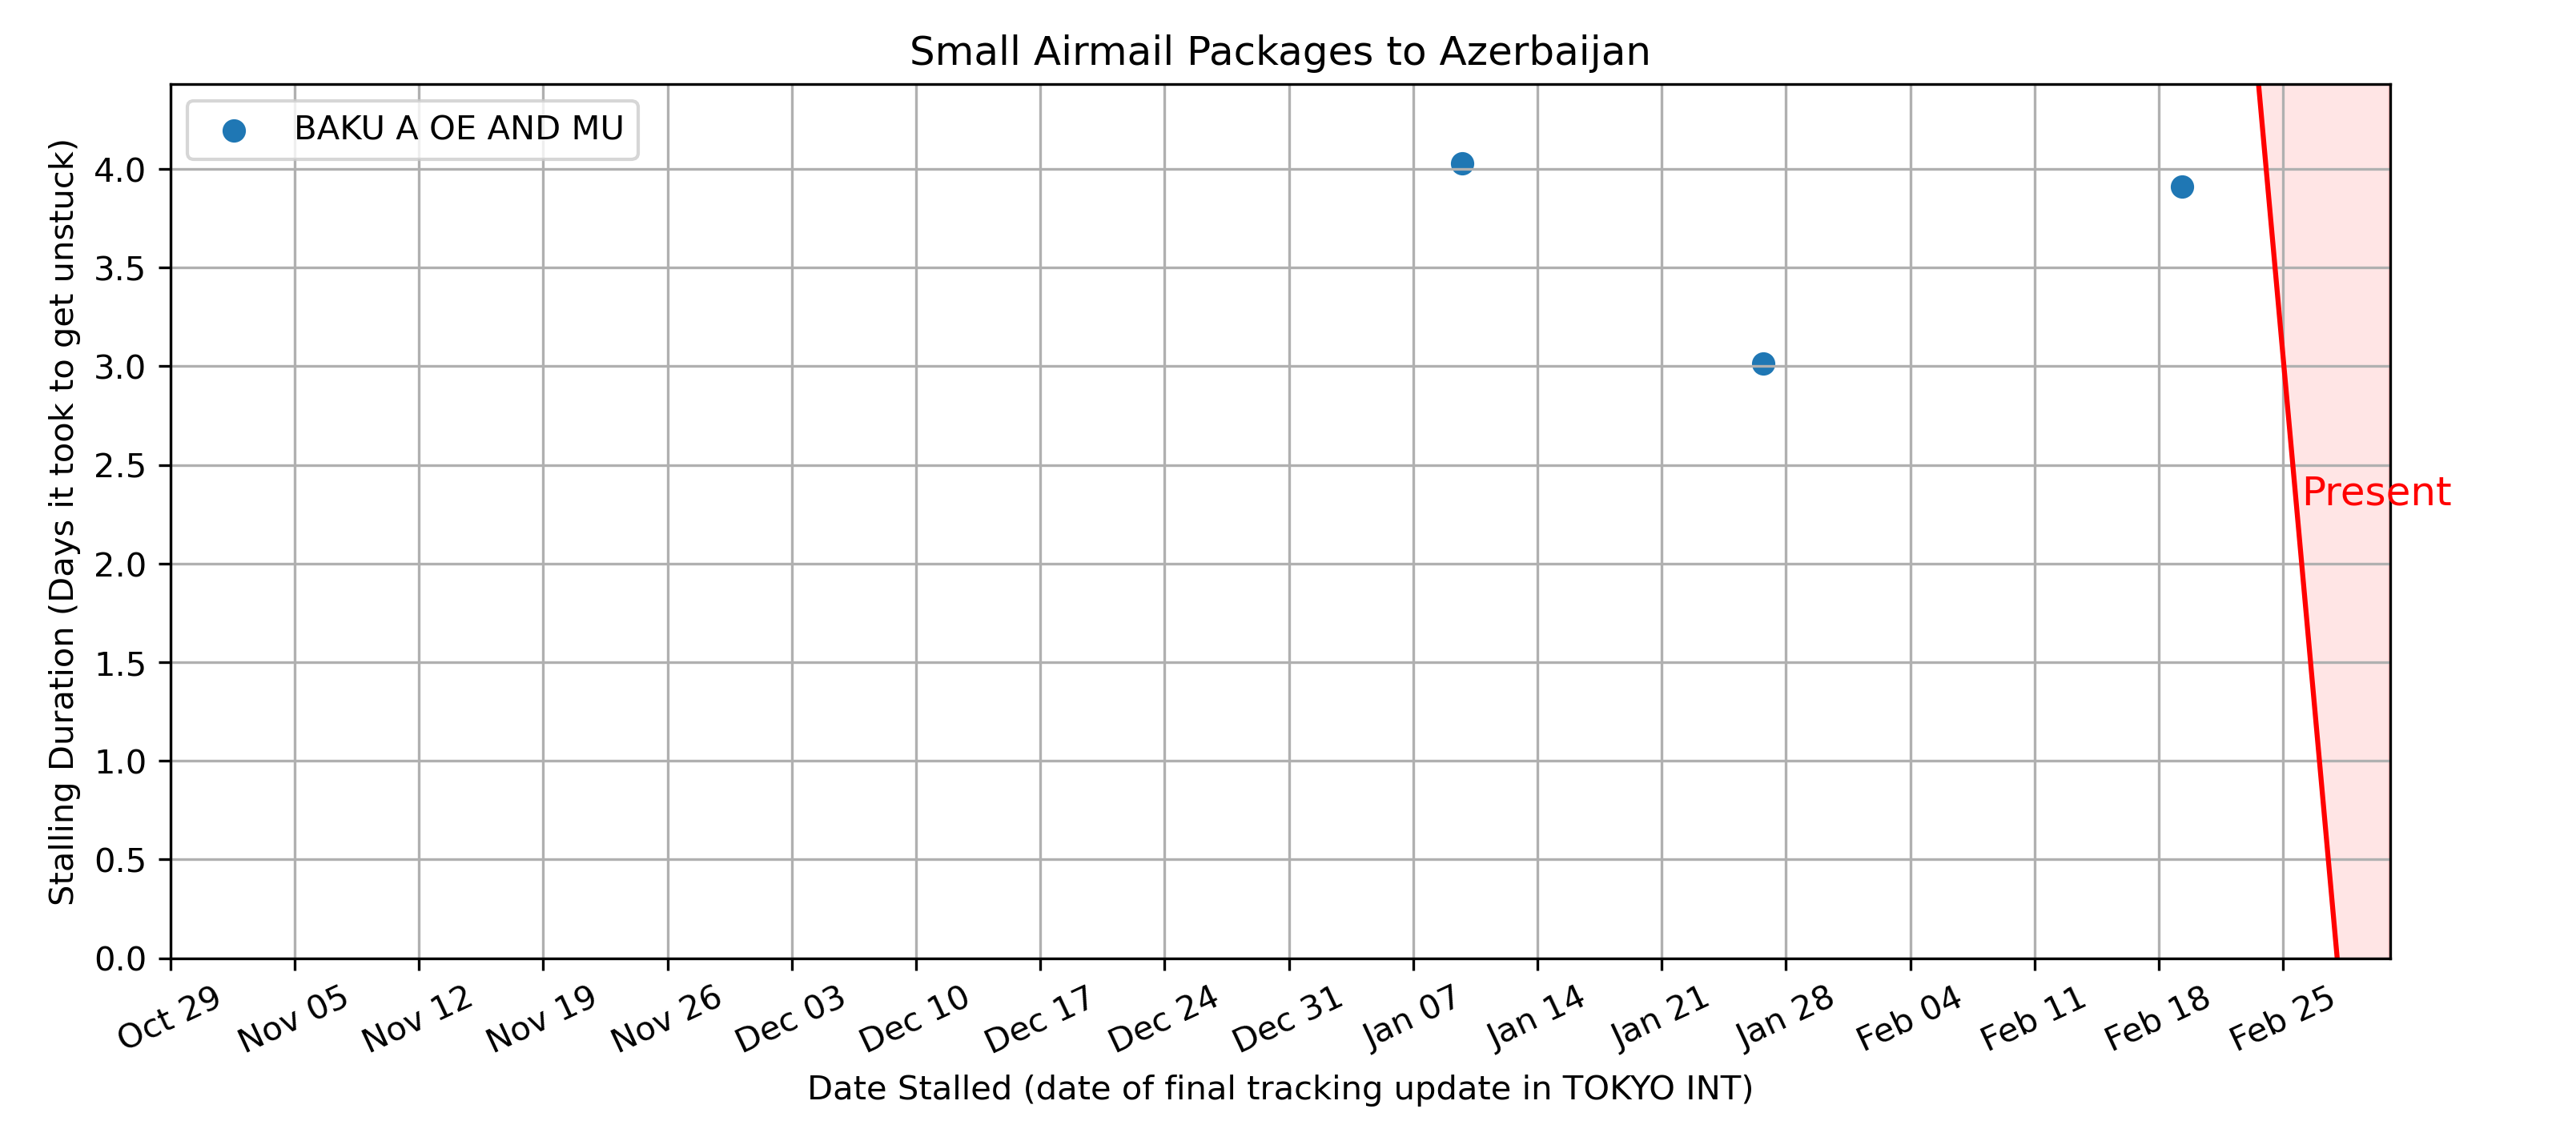 Small Airmail Packages to Azerbaijan
BAKU A OE AND MU
Stalling Duration (Days it took to get unstuck)
4.0
3.5
3.0
2.5
2.0
1.5
1.0
0.5
0.0
Present
Oct 29 Nov 05 Nov 12 Nov 19 Nov 26 Dec 03 Dec 10 Dec 17 Dec 24 Dec 31 Jan 07 Jan 14 Jan 21 Jan 28 Feb 04 Feb 11 Feb 18 Feb 25
Date Stalled (date of final tracking update in TOKYO INT)